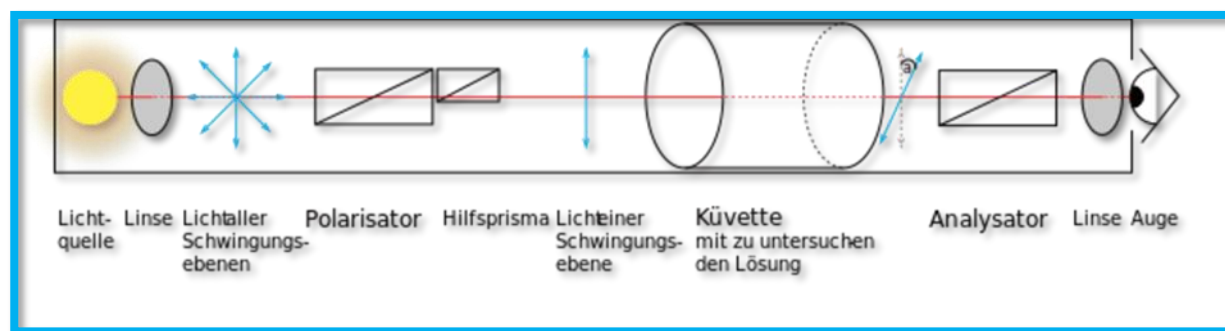 a
Licht-
quelle
Linse
Licht aller
Schwingungs-
ebenen
Polarisator
Hilfsprisma
Licht einer
Schwingungs-
ebene
Küvette
mit zu untersuchen
den Lösung
Analysator
Linse
Auge